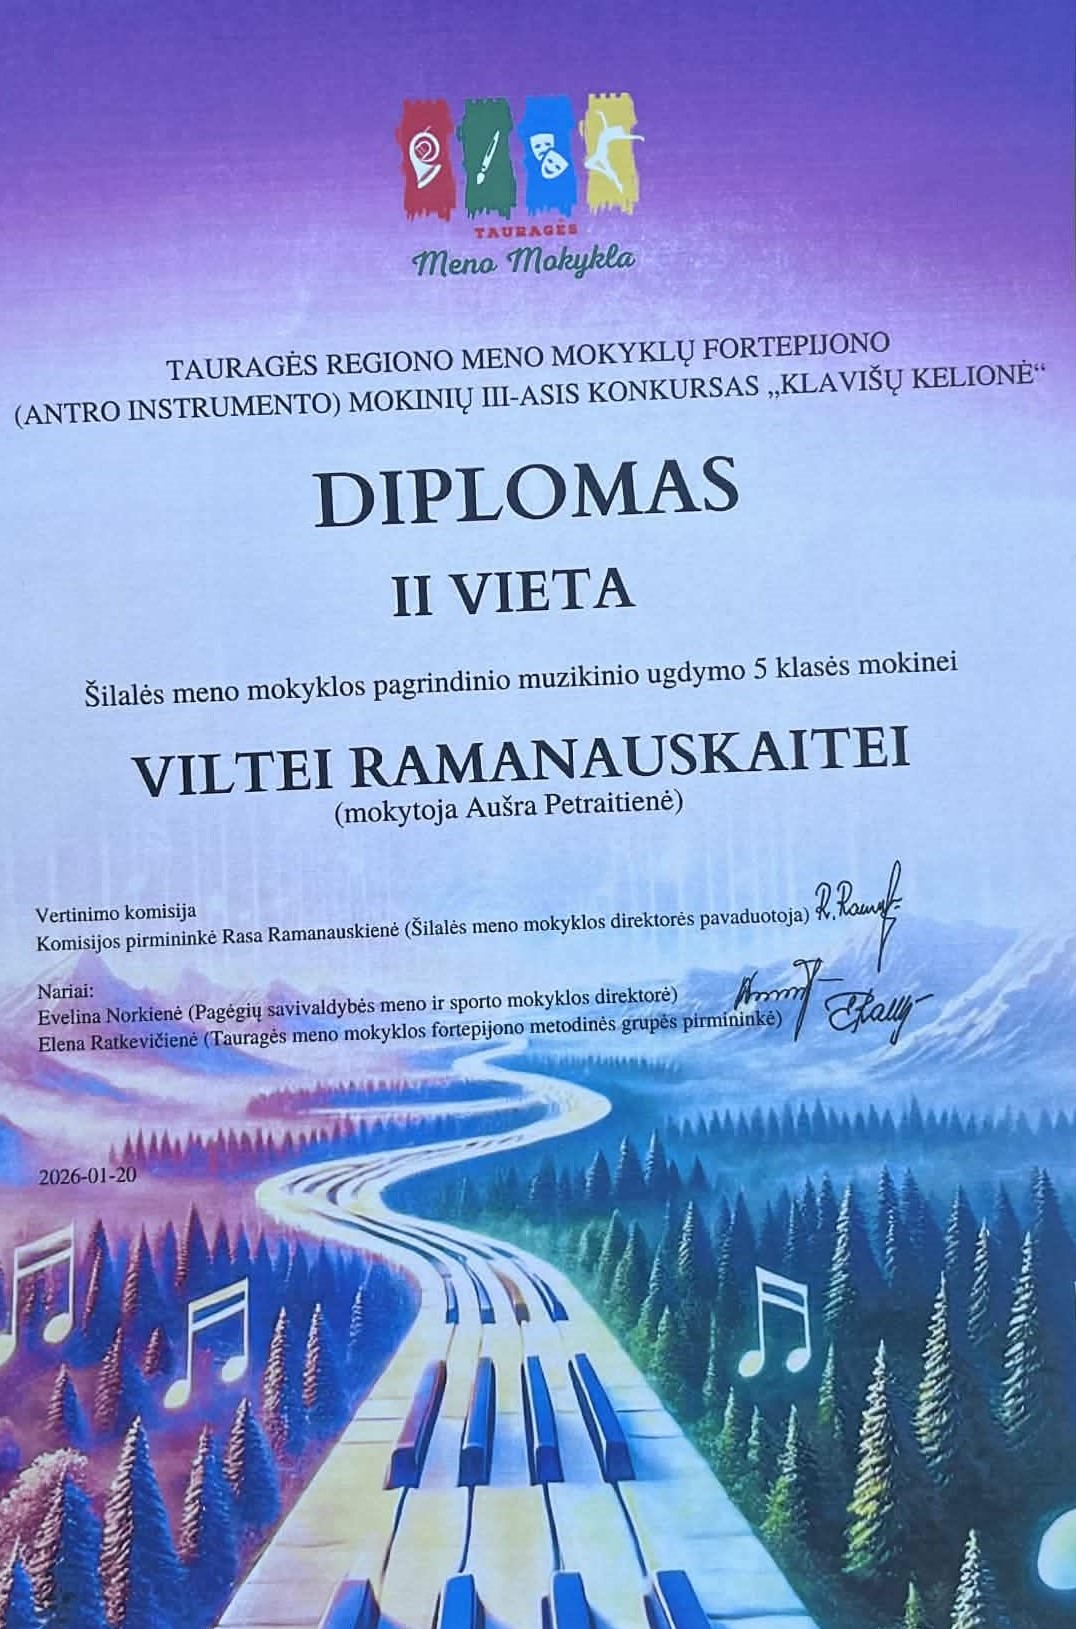 TAURAGĖS
Meno Mokykla
TAURAGĖS REGIONO MENO MOKYKLŲ FORTEPIJONO
(ANTRO INSTRUMENTO) MOKINIŲ III-ASIS KONKURSAS „KLAVIŠŲ KELIONĖ“
DIPLOMAS
II VIETA
Šilalės meno mokyklos pagrindinio muzikinio ugdymo 5 klasės mokinei
VILTEI RAMANAUSKAITEI
(mokytoja Aušra Petraitienė)
Vertinimo komisija
Komisijos pirmininkė Rasa Ramanauskienė (Šilalės meno mokyklos direktorės pavaduotoja)
Nariai:
Evelina Norkienė (Pagėgių savivaldybės meno ir sporto mokyklos direktorė)
Elena Ratkevičienė (Tauragės meno mokyklos fortepijono metodinės grupės pirmininkė)
2026-01-20